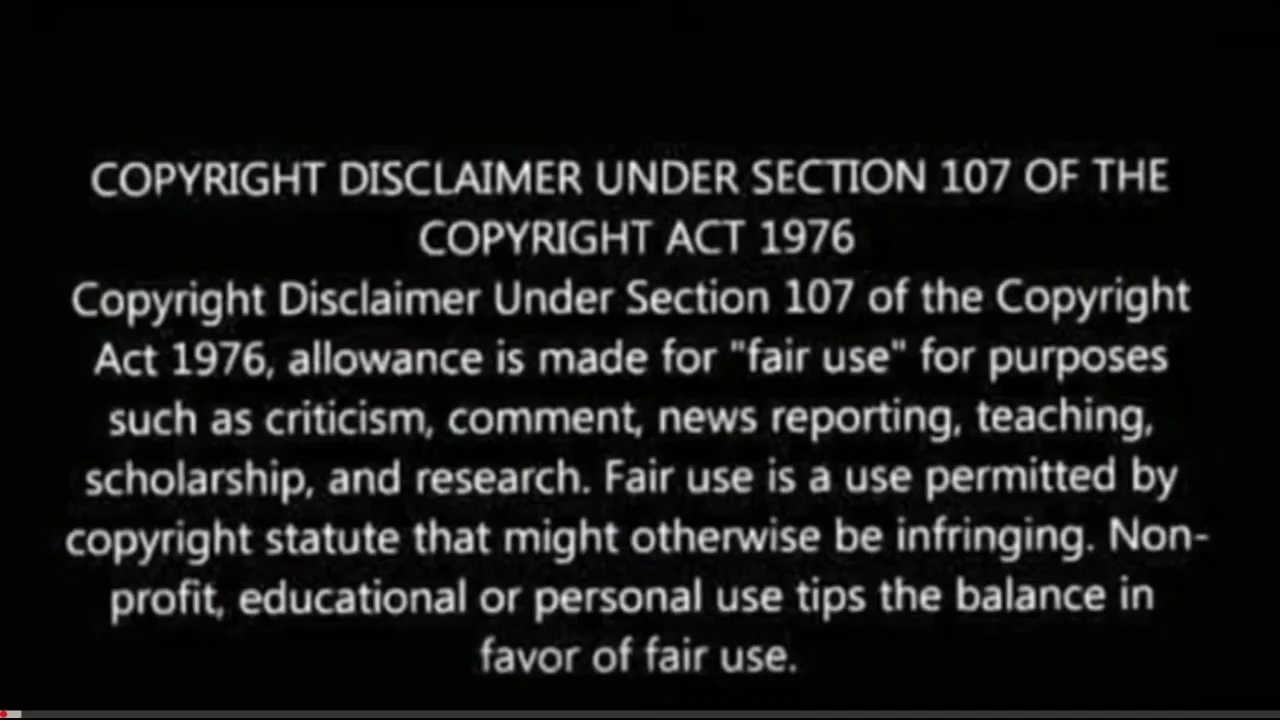 COPYRIGHT DISCLAIMER UNDER SECTION 107 OF THE
COPYRIGHT ACT 1976
Copyright Disclaimer Under Section 107 of the Copyright
Act 1976, allowance is made for "fair use" for purposes
such as criticism, comment, news reporting, teaching,
scholarship, and research. Fair use is a use permitted by
copyright statute that might otherwise be infringing. Non-
profit, educational or personal use tips the balance in
favor of fair use.